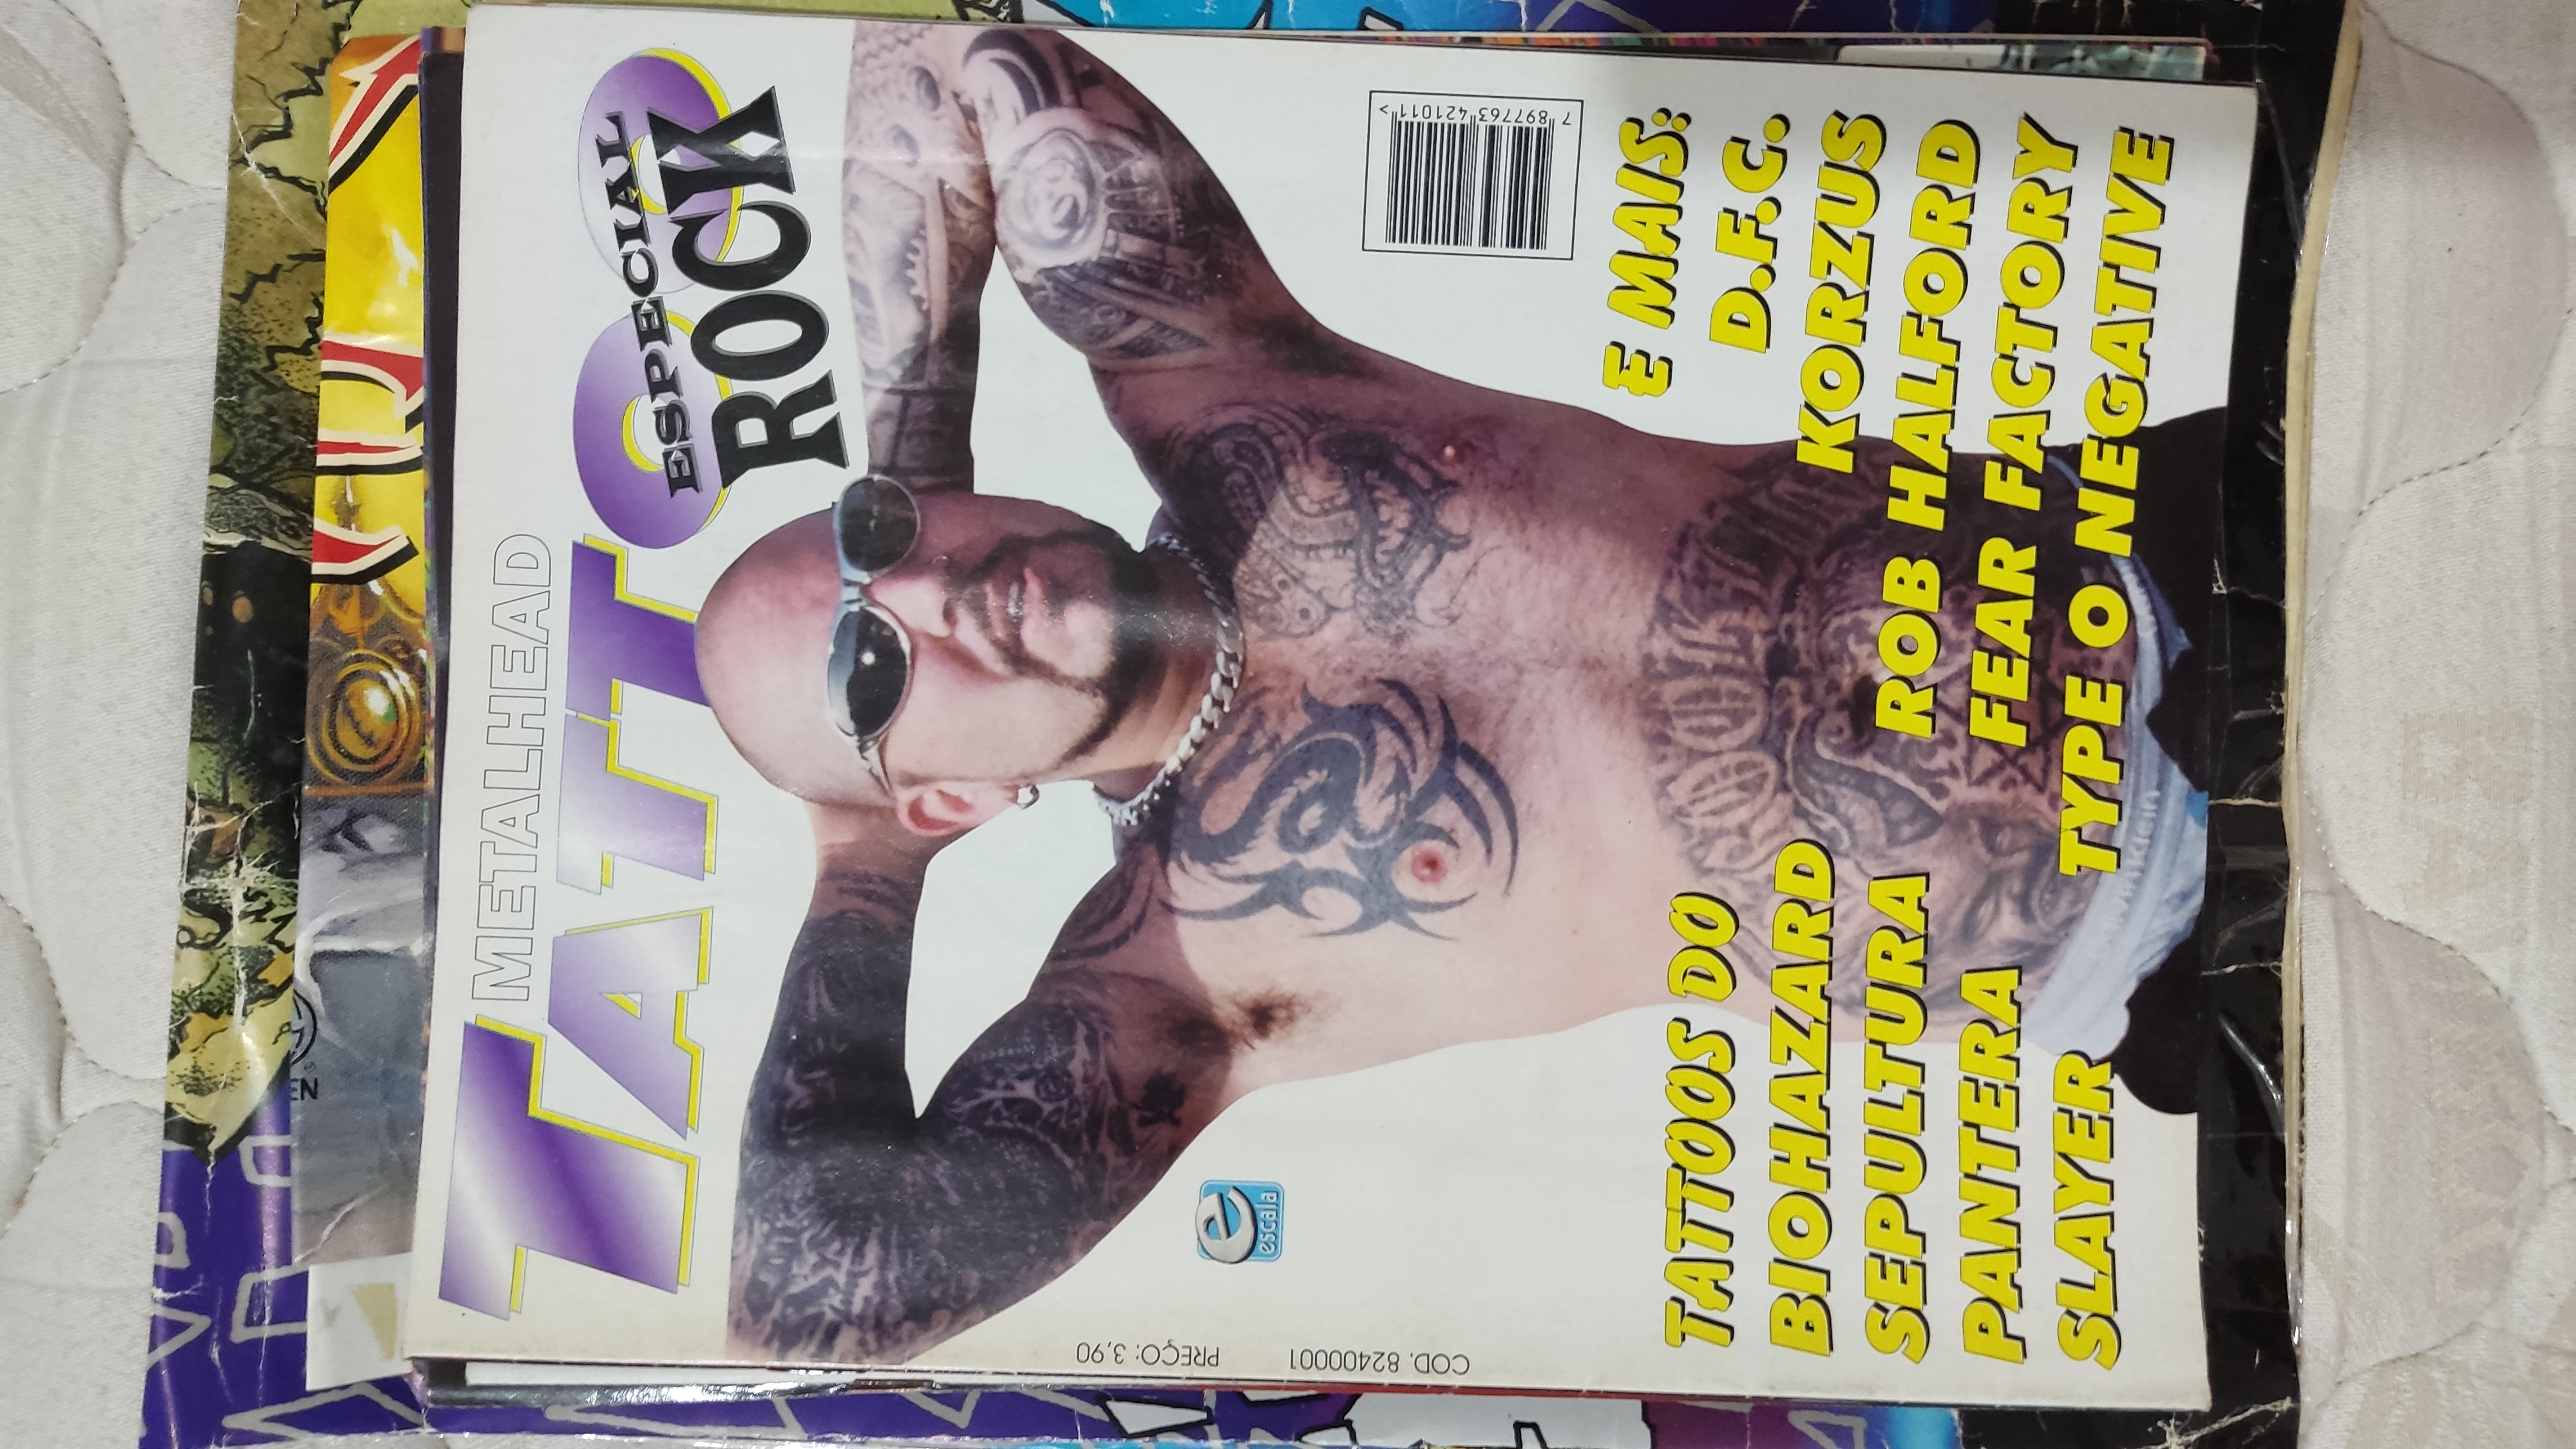 EN
METALHEAD
TATTOO
ESPECIAL
ROCK
COD. 82400001 PREÇO: 3,90
e
escala
7 897763 421011 >
TATTOOS DO
BIOHAZARD
SEPULTURA
PANTERA
SLAYER
E MAIS:
D.F.C.
KORZUS
ROB HALFORD
FEAR FACTORY
TYPE O NEGATIVE